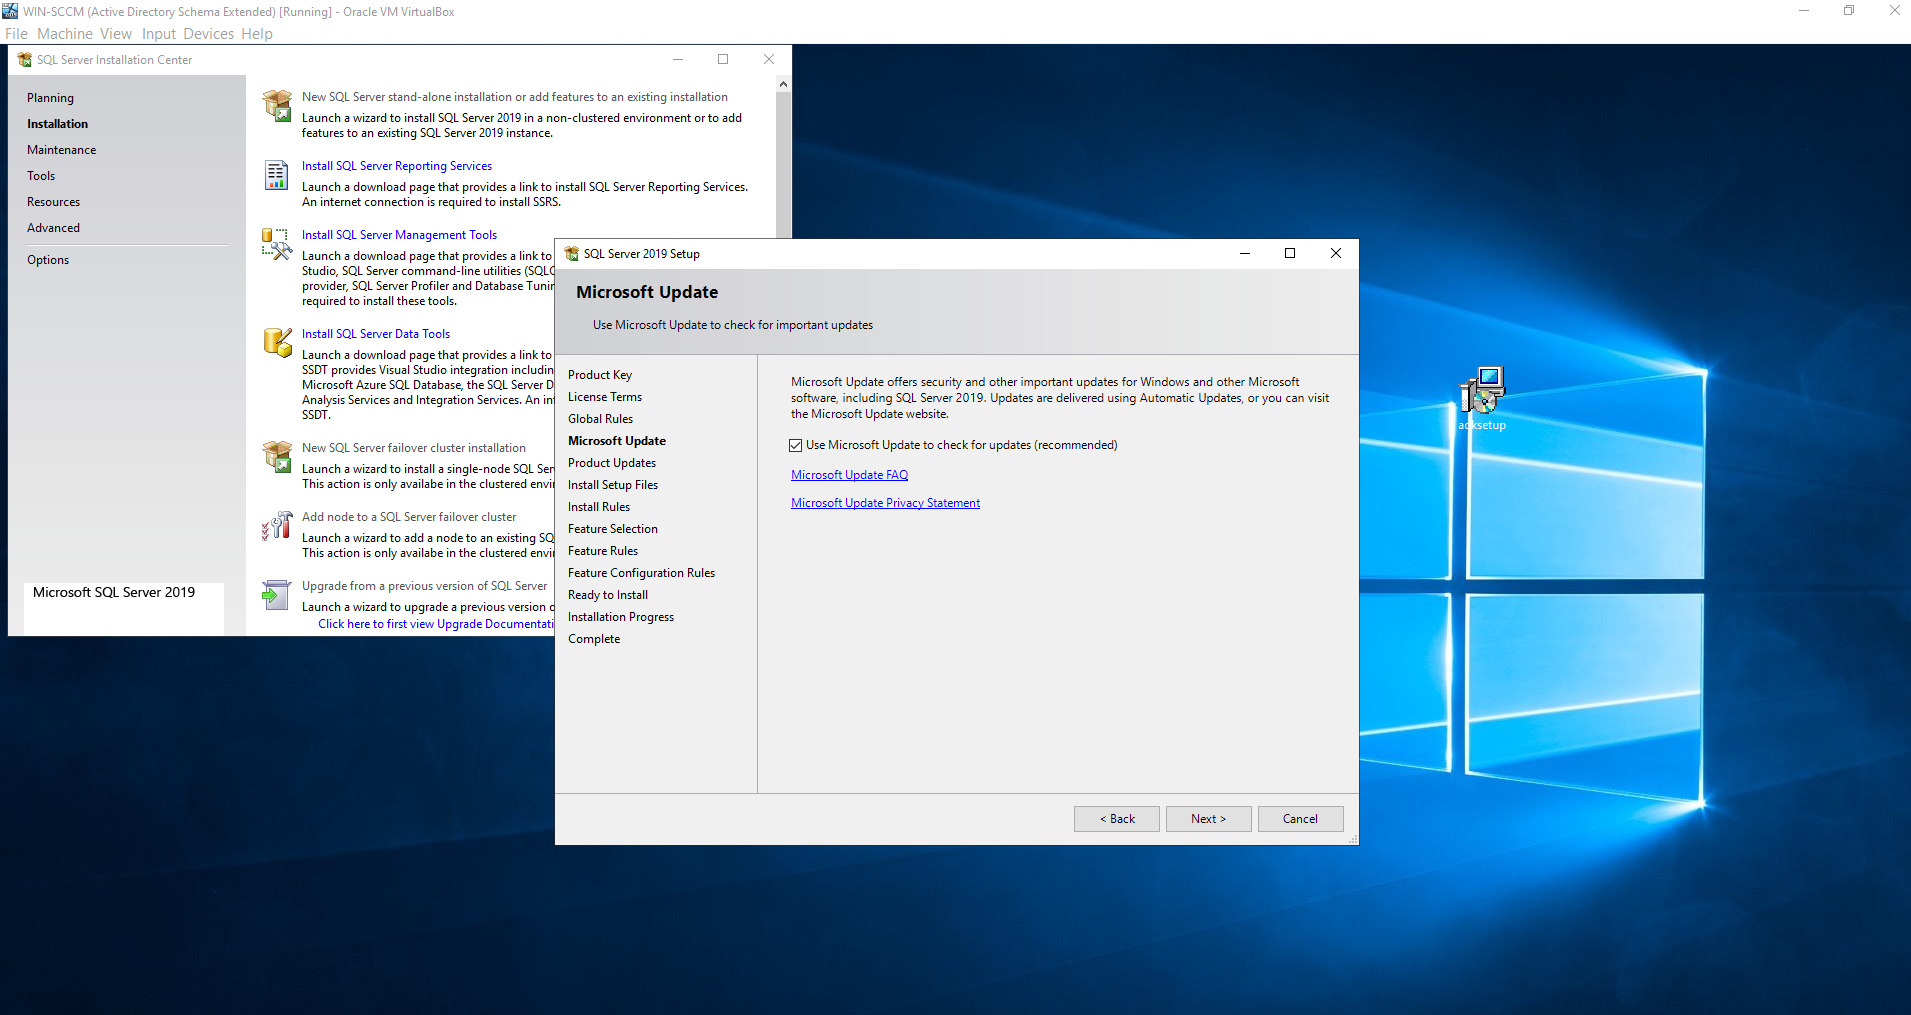 WIN-SCCM (Active Directory Schema Extended) [Running] - Oracle VM VirtualBox
File Machine View Input Devices Help
SQL Server Installation Center
Planning
Installation
Maintenance
Tools
Resources
Advanced
Options
Microsoft SQL Server 2019
New SQL Server stand-alone installation or add features to an existing installation
Launch a wizard to install SQL Server 2019 in a non-clustered environment or to add
features to an existing SQL Server 2019 instance.
Install SQL Server Reporting Services
Launch a download page that provides a link to install SQL Server Reporting Services.
An internet connection is required to install SSRS.
Install SQL Server Management Tools
Launch a download page that provides a link to
Studio, SQL Server command-line utilities (SQLC
provider, SQL Server Profiler and Database Tunin
required to install these tools.
Install SQL Server Data Tools
Launch a download page that provides a link to
SSDT provides Visual Studio integration includin
Microsoft Azure SQL Database, the SQL Server D
Analysis Services and Integration Services. An int
SSDT.
New SQL Server failover cluster installation
Launch a wizard to install a single-node SQL Ser
This action is only availabe in the clustered envi
Add node to a SQL Server failover cluster
Launch a wizard to add a node to an existing SQ
This action is only availabe in the clustered envi
Upgrade from a previous version of SQL Server
Launch a wizard to upgrade a previous version o
Click here to first view Upgrade Documentati
SQL Server 2019 Setup
Microsoft Update
Use Microsoft Update to check for important updates
Product Key
License Terms
Global Rules
Microsoft Update
Product Updates
Install Setup Files
Install Rules
Feature Selection
Feature Rules
Feature Configuration Rules
Ready to Install
Installation Progress
Complete
Microsoft Update offers security and other important updates for Windows and other Microsoft
software, including SQL Server 2019. Updates are delivered using Automatic Updates, or you can visit
the Microsoft Update website.
Use Microsoft Update to check for updates (recommended)
Microsoft Update FAQ
Microsoft Update Privacy Statement
< Back
Next >
Cancel
adksetup